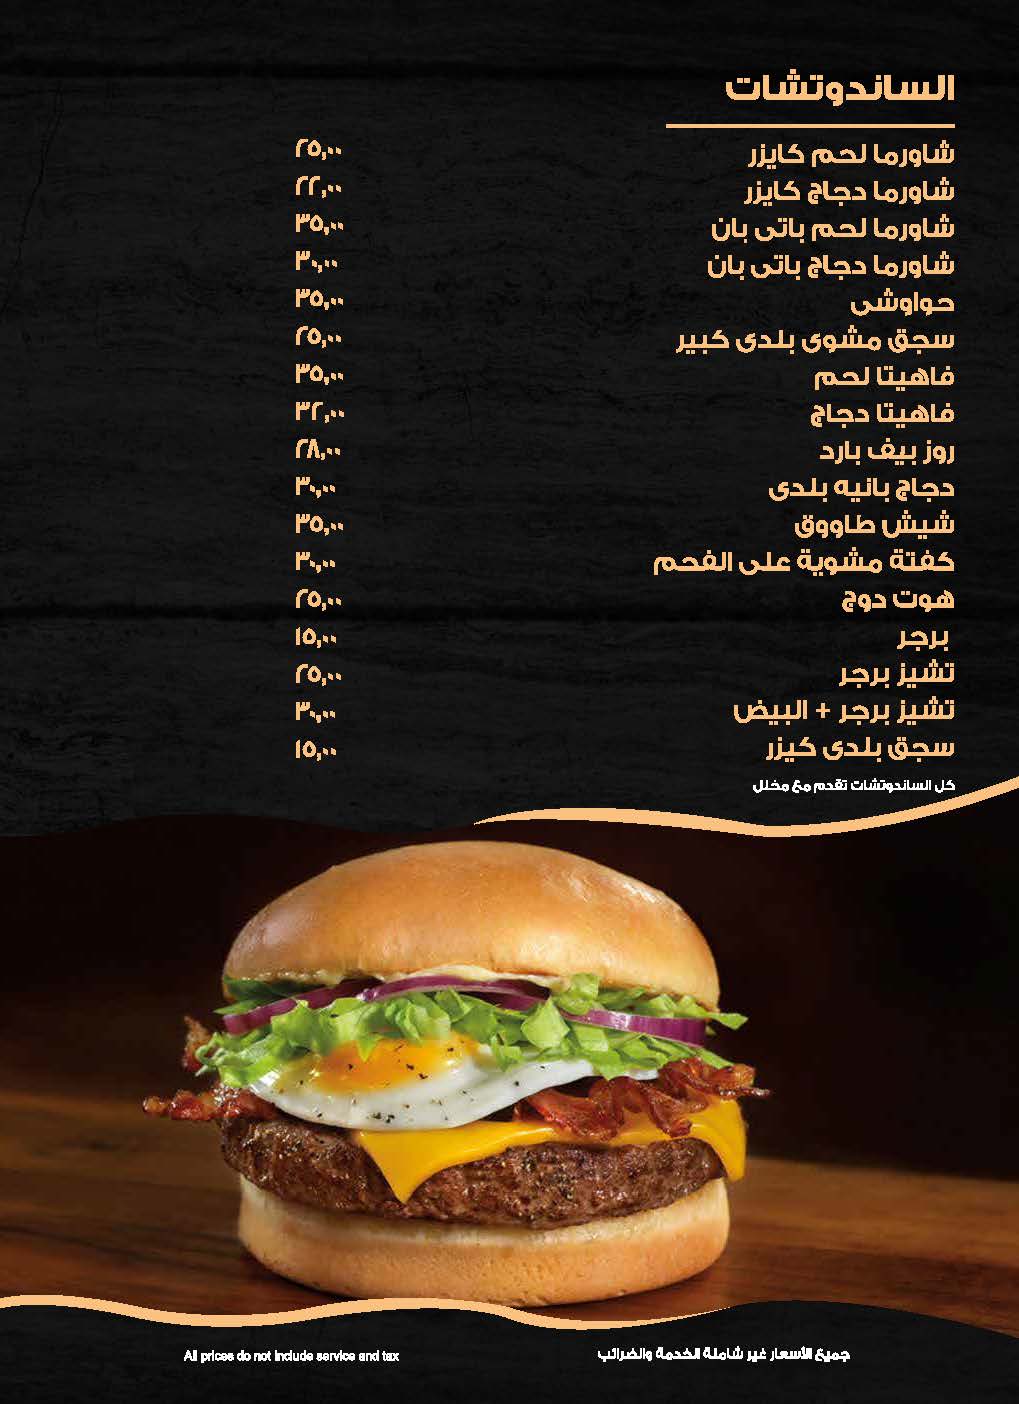 الساندوتشات
شاورما لحم كايزر ٢٥,٠٠
شاورما دجاج كايزر ٢٢,٠٠
شاورما لحم باتى بان ٣٥,٠٠
شاورما دجاج باتى بان ٣٠,٠٠
حواوشى ٣٥,٠٠
سجق مشوى بلدى كبير ٢٥,٠٠
فاهيتا لحم ٣٥,٠٠
فاهيتا دجاج ٣٢,٠٠
روز بيف بارد ٢٨,٠٠
دجاج بانيه بلدى ٣٠,٠٠
شيش طاووق ٣٥,٠٠
كفتة مشوية على الفحم ٣٠,٠٠
هوت دوج ٢٥,٠٠
برجر ١٥,٠٠
تشيز برجر ٢٥,٠٠
تشيز برجر + البيض ٣٠,٠٠
سجق بلدى كيزر ١٥,٠٠
كل الساندوتشات تقدم مع مخلل
جميع الأسعار غير شاملة الخدمة والضرائب
All prices do not include service and tax